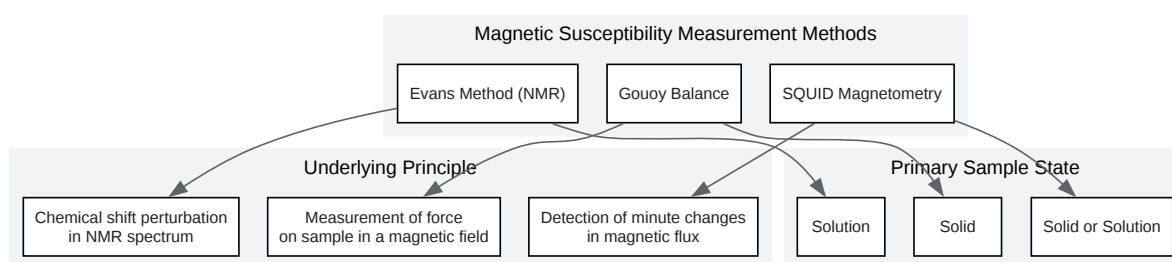 Magnetic Susceptibility Measurement Methods
Evans Method (NMR)
Gouoy Balance
SQUID Magnetometry
Underlying Principle
Primary Sample State
Chemical shift perturbation
in NMR spectrum
Measurement of force
on sample in a magnetic field
Detection of minute changes
in magnetic flux
Solution
Solid
Solid or Solution